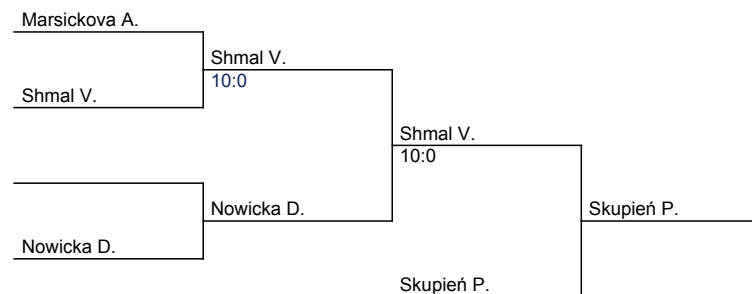 Marsickova A.
Shmal V.
10:0
Shmal V.
Shmal V.
10:0
Nowicka D.
Skupień P.
Nowicka D.
Skupień P.